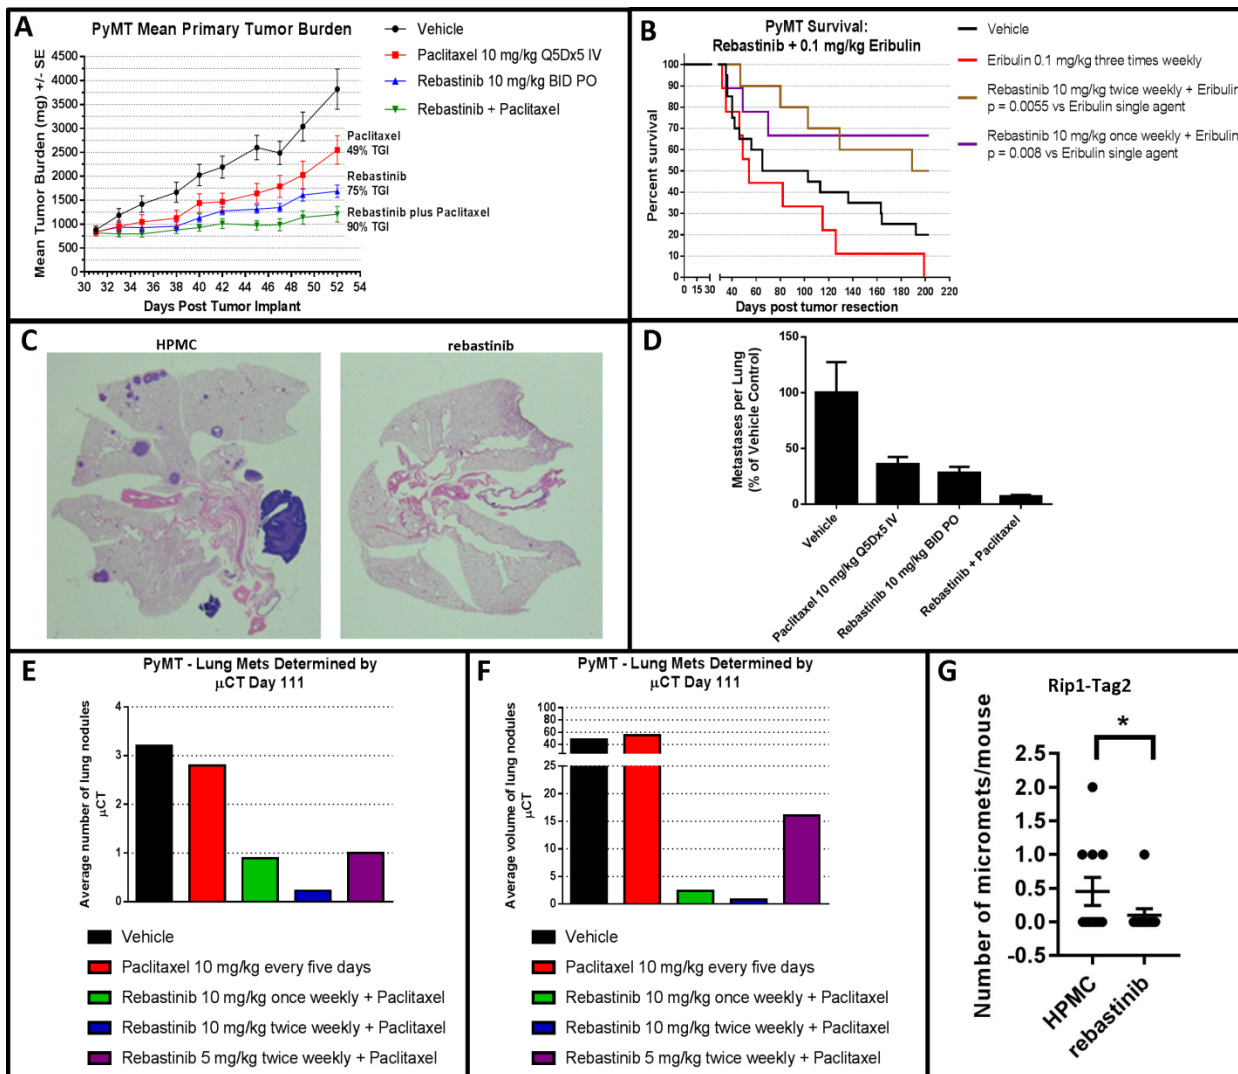 A
PyMT Mean Primary Tumor Burden
Mean Tumor Burden (mg) +/- SE
4500
4000
3500
3000
2500
2000
1500
1000
500
0
30 32 34 36 38 40 42 44 46 48 50 52 54
Days Post Tumor Implant
Vehicle
Paclitaxel 10 mg/kg Q5Dx5 IV
Rebastinib 10 mg/kg BID PO
Rebastinib + Paclitaxel
Paclitaxel
49% TGI
Rebastinib
75% TGI
Rebastinib plus Paclitaxel
90% TGI
B
PyMT Survival:
Rebastinib + 0.1 mg/kg Eribulin
Percent survival
100
90
80
70
60
50
40
30
20
10
0
0 15 30 40 60 80 100 120 140 160 180 200 220
Days post tumor resection
Vehicle
Eribulin 0.1 mg/kg three times weekly
Rebastinib 10 mg/kg twice weekly + Eribulin
p = 0.0055 vs Eribulin single agent
Rebastinib 10 mg/kg once weekly + Eribulin
p = 0.008 vs Eribulin single agent
C
HPMC
rebastinib
D
Metastases per Lung
(% of Vehicle Control)
150
100
50
0
Vehicle
Paclitaxel 10 mg/kg Q5Dx5 IV
Rebastinib 10 mg/kg BID PO
Rebastinib + Paclitaxel
E
PyMT - Lung Mets Determined by
μCT Day 111
Average number of lung nodules
μCT
4
3
2
1
0
Vehicle
Paclitaxel 10 mg/kg every five days
Rebastinib 10 mg/kg once weekly + Paclitaxel
Rebastinib 10 mg/kg twice weekly + Paclitaxel
Rebastinib 5 mg/kg twice weekly + Paclitaxel
F
PyMT - Lung Mets Determined by
μCT Day 111
Average volume of lung nodules
μCT
100
80
60
40
25
20
15
10
5
0
Vehicle
Paclitaxel 10 mg/kg every five days
Rebastinib 10 mg/kg once weekly + Paclitaxel
Rebastinib 10 mg/kg twice weekly + Paclitaxel
Rebastinib 5 mg/kg twice weekly + Paclitaxel
G
Rip1-Tag2
*
Number of micromets/mouse
2.5
2.0
1.5
1.0
0.5
0.0
-0.5
HPMC
rebastinib